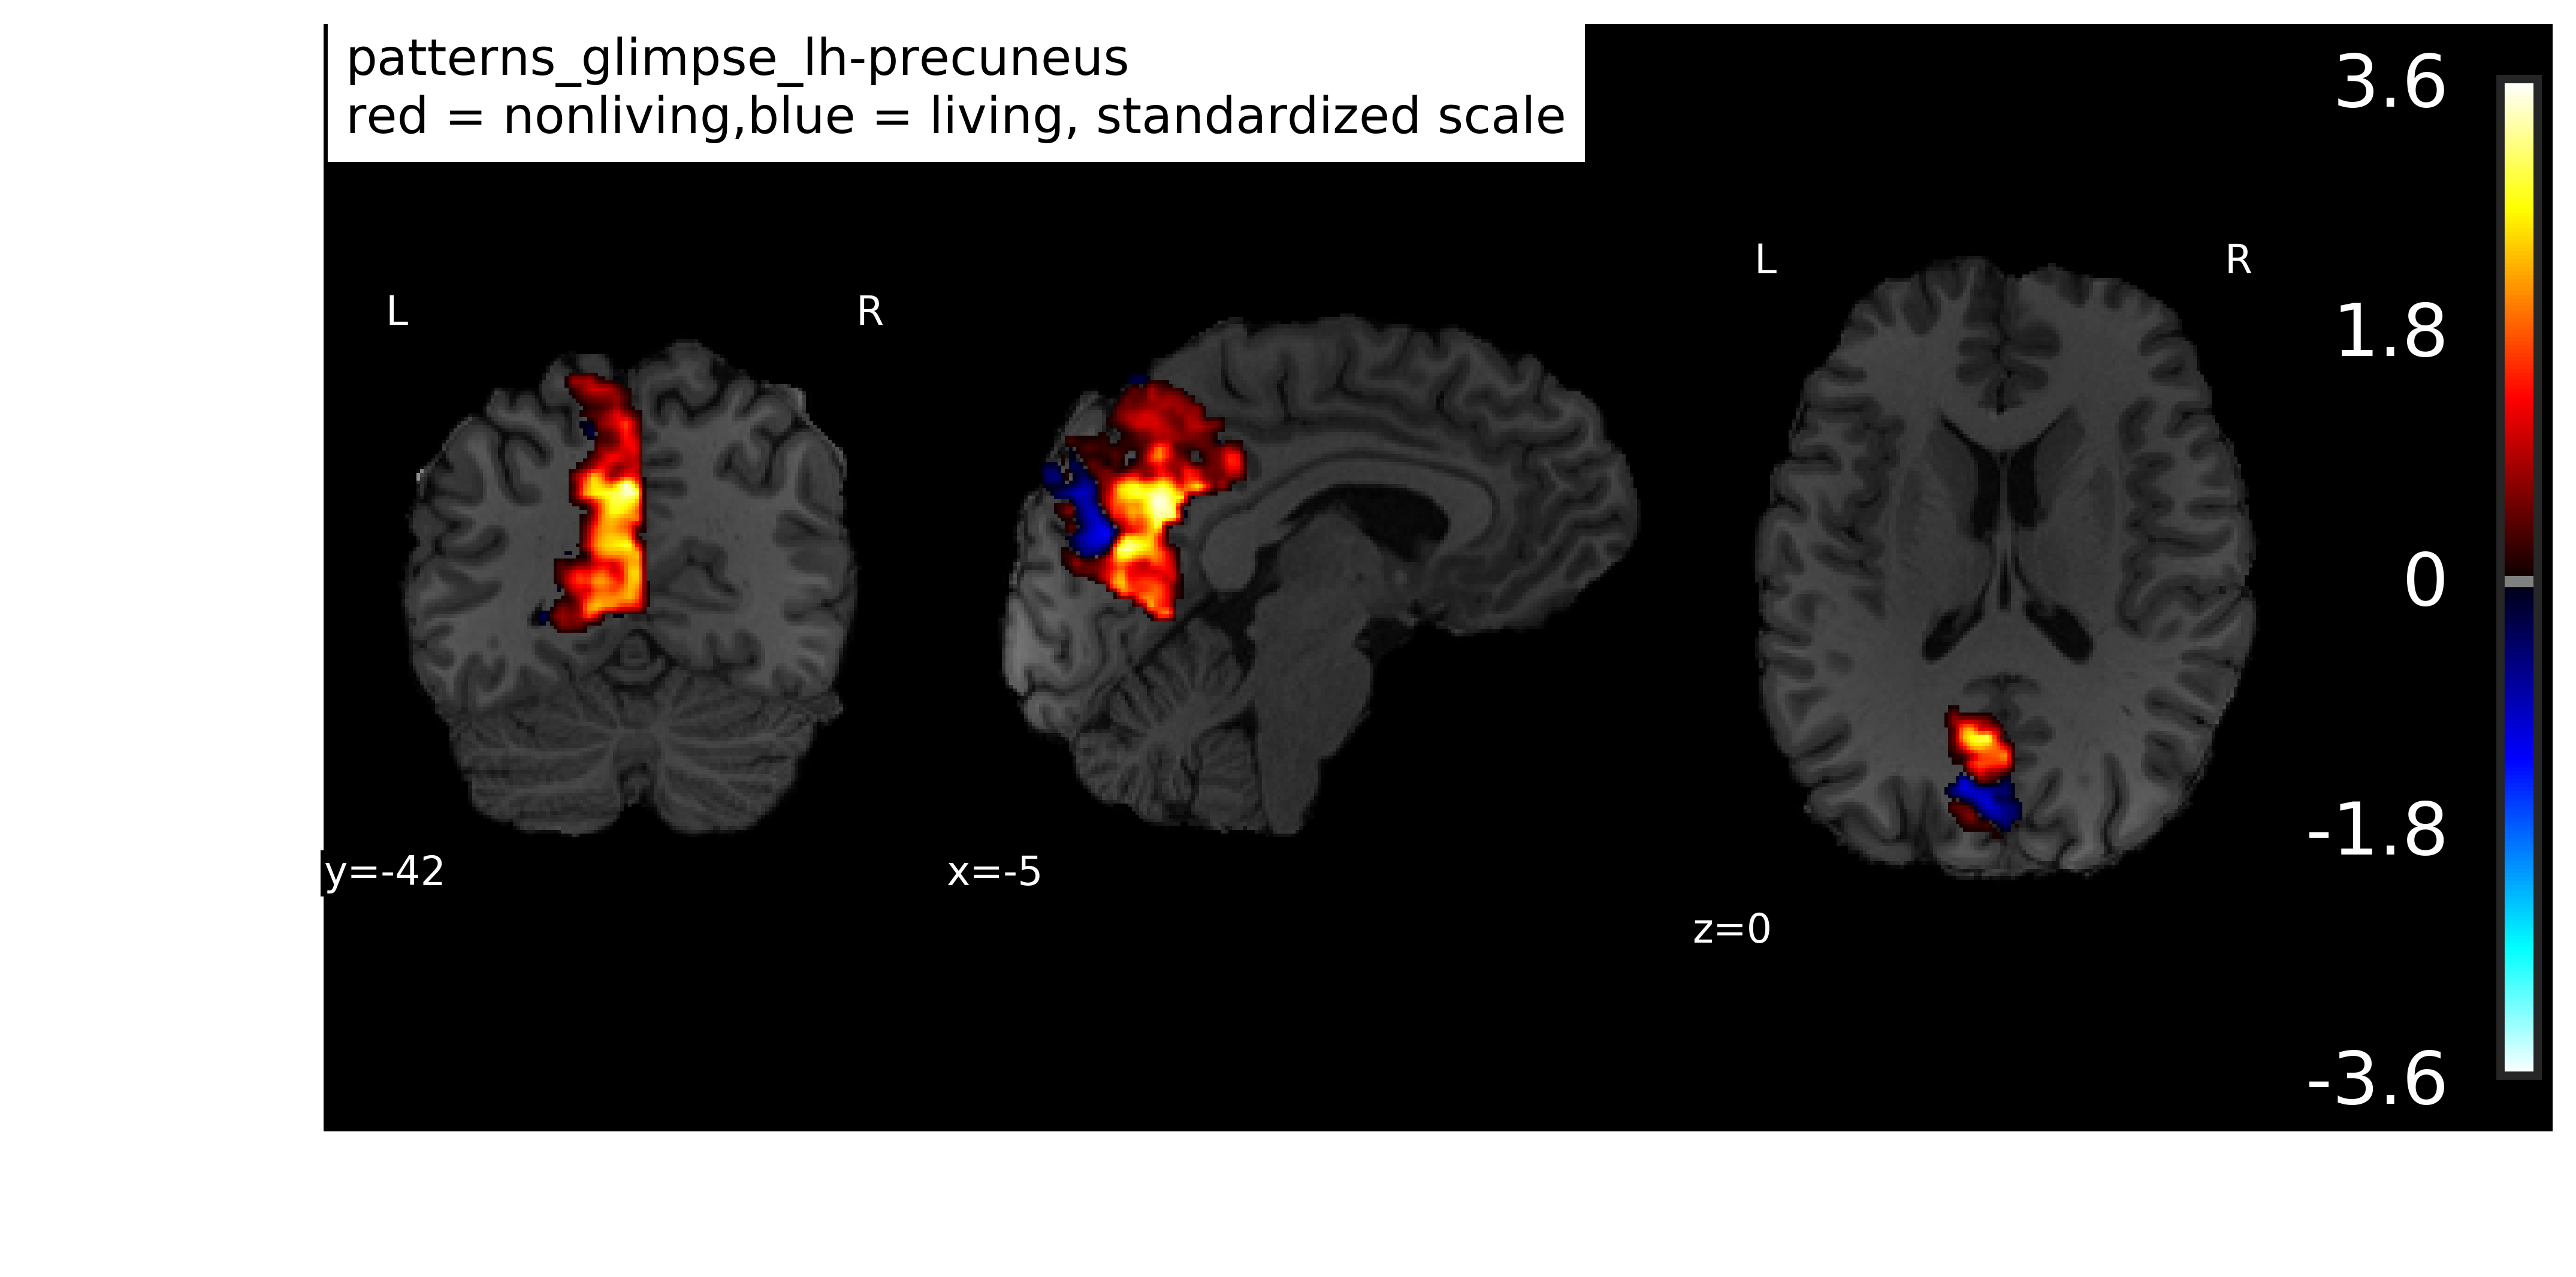 patterns_glimpse_lh-precuneus
red = nonliving,blue = living, standardized scale
L
R
L
R
y=-42
x=-5
z=0
3.6
1.8
0
-1.8
-3.6